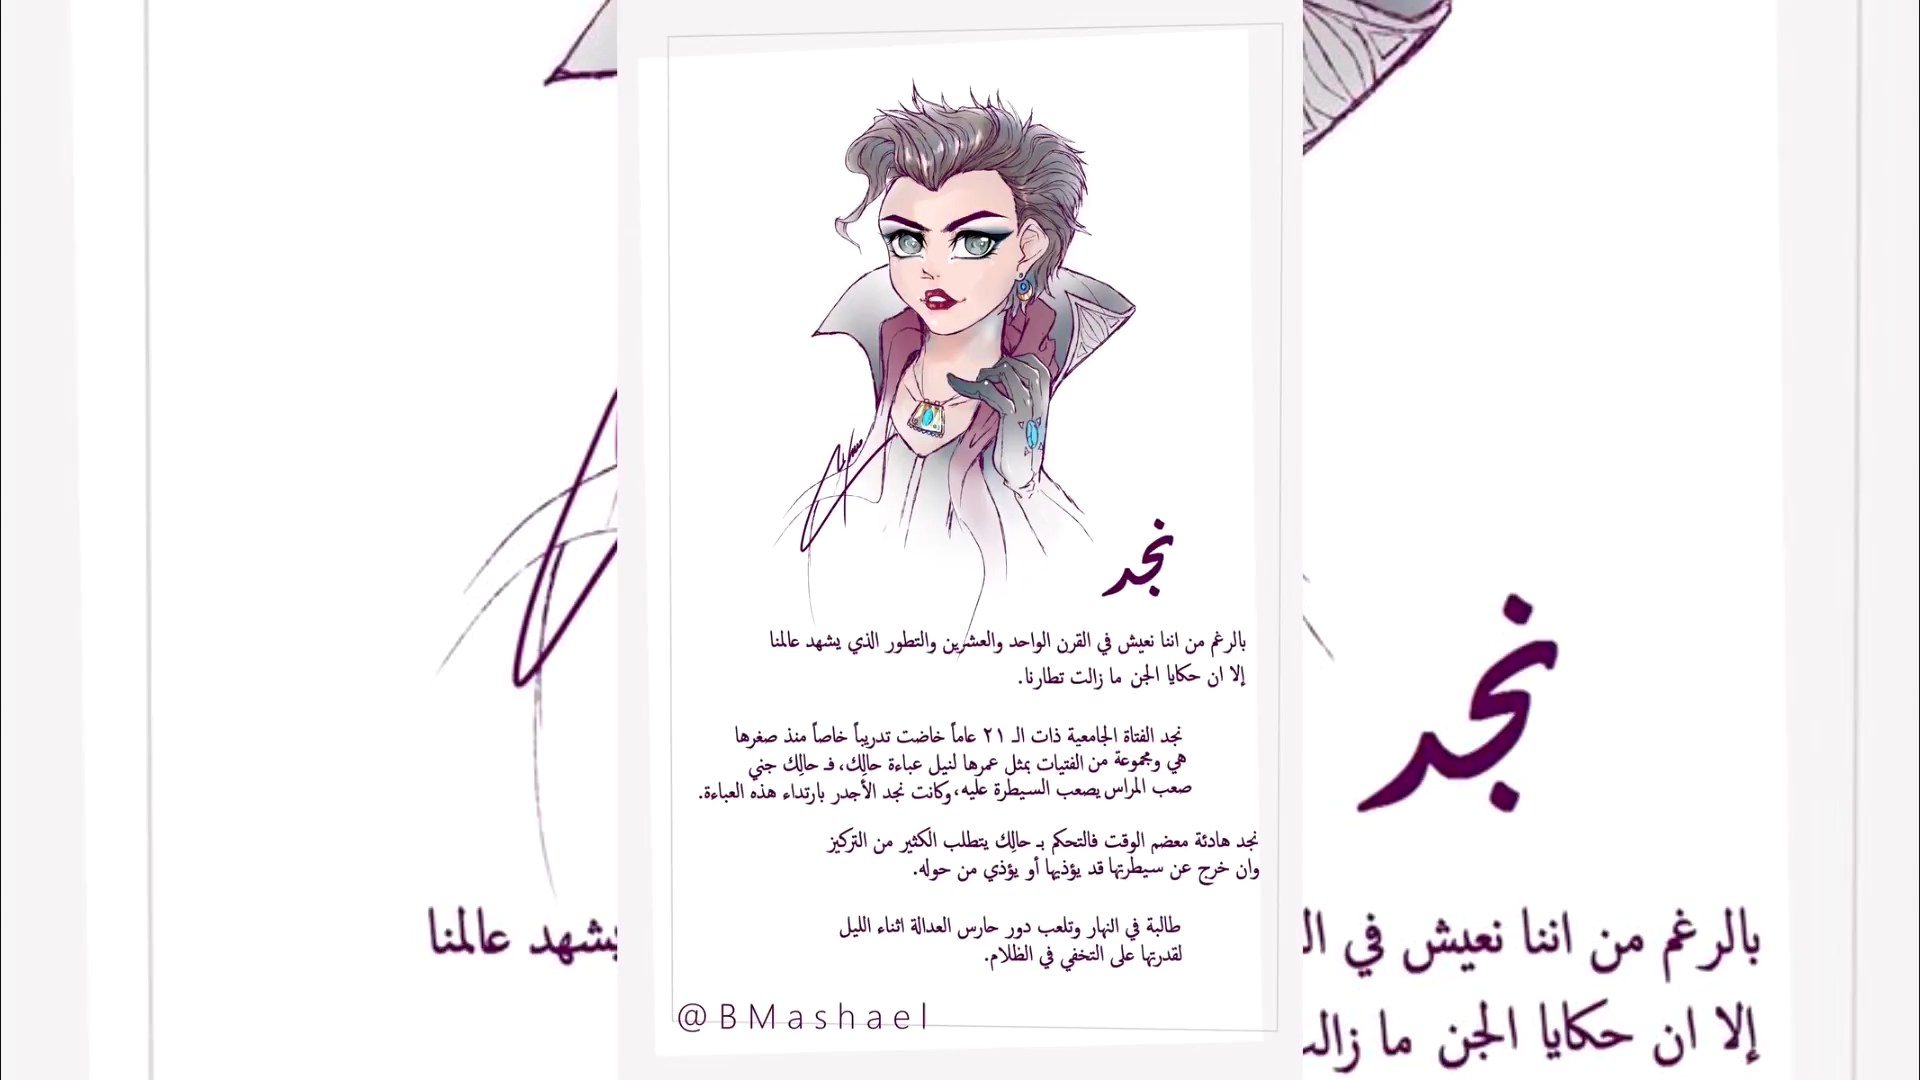 نجد
بالرغم من اننا نعيش في القرن الواحد والعشرين والتطور الذي يشهد عالمنا
إلا ان حكايا الجن ما زالت تطارنا.
نجد الفتاة الجامعية ذات الـ ٢١ عاماً خاضت تدريباً خاصاً منذ صغرها
هي ومجموعة من الفتيات بمثل عمرها لنيل عباءة حالِك، فـ حالِك جني
صعب المراس يصعب السيطرة عليه، وكانت نجد الأجدر بارتداء هذه العباءة.
نجد هادئة معضم الوقت فالتحكم بـ حالِك يتطلب الكثير من التركيز
وان خرج عن سيطرتها قد يؤذيها أو يؤذي من حوله.
طالبة في النهار وتلعب دور حارس العدالة اثناء الليل
لقدرتها على التخفي في الظلام.
@BMashael
نجد
يشهد عالمنا
بالرغم من اننا نعيش في
إلا ان حكايا الجن ما زالت